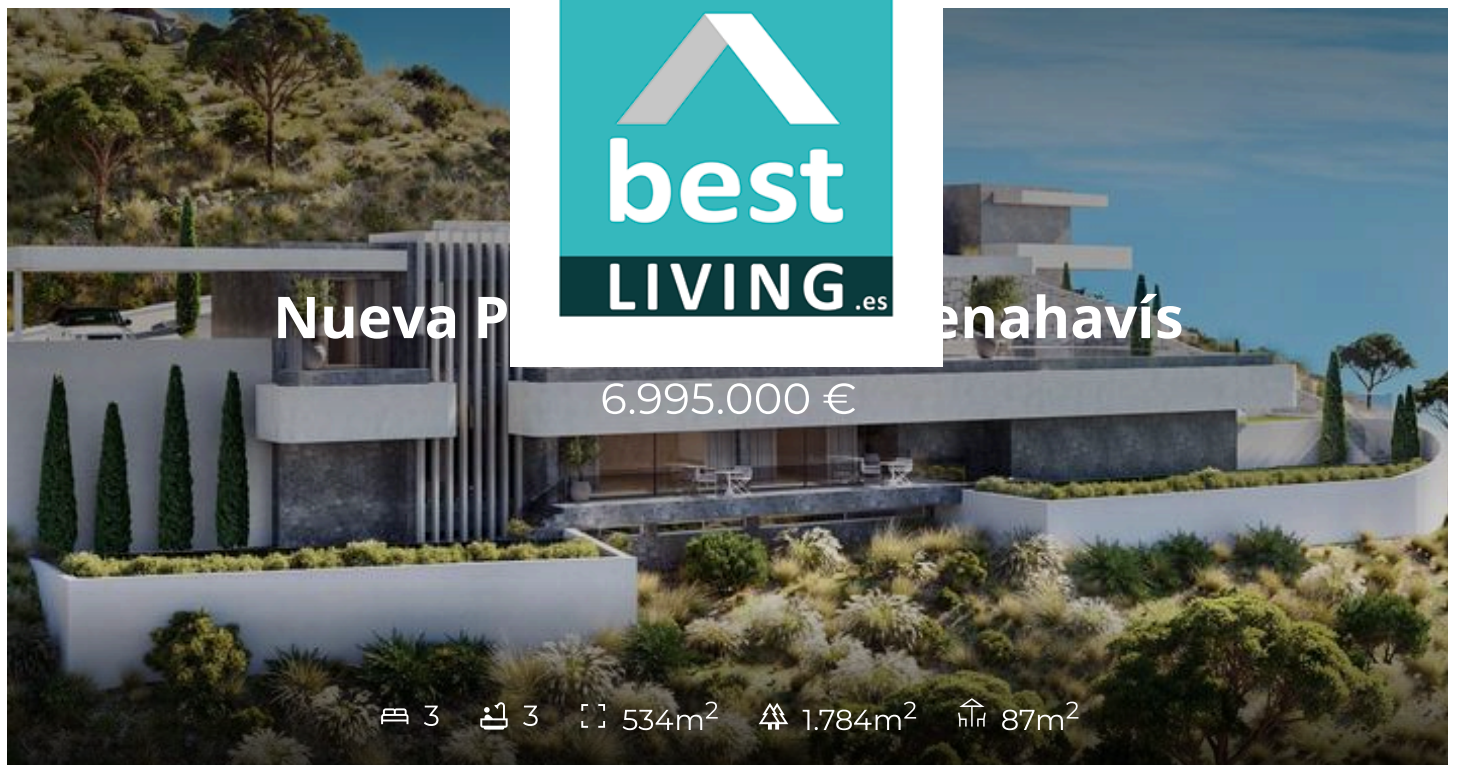 best
LIVING.es
Nueva P enahavís
6.995.000 €
3 3 534m² 1.784m² 87m²